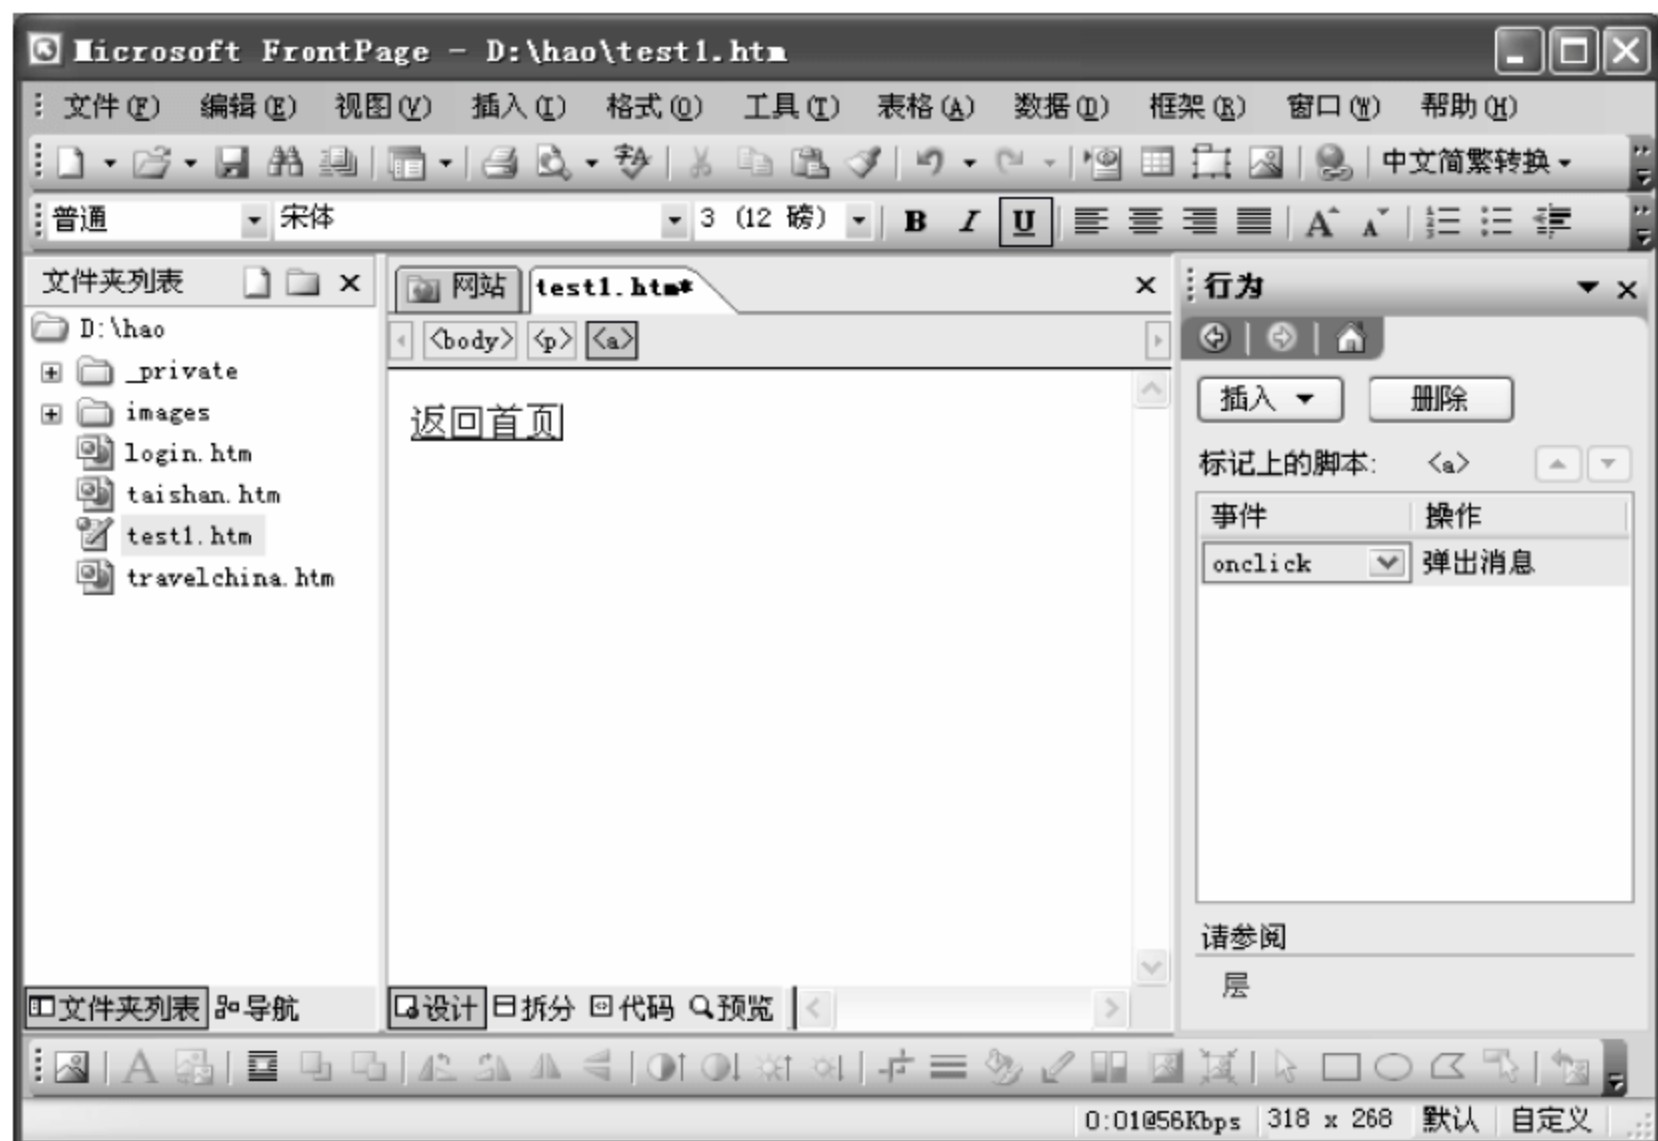 Microsoft FrontPage - D:\hao\test1.htm
文件(F) 编辑(E) 视图(V) 插入(I) 格式(O) 工具(T) 表格(A) 数据(D) 框架(R) 窗口(W) 帮助(H)
中文简繁转换
普通 宋体 3 (12 磅) B I U A A
文件夹列表
D:\hao
_private
images
login.htm
taishan.htm
test1.htm
travelchina.htm
文件夹列表 导航
网站 test1.htm*
<body> <p> <a>
返回首页
设计 拆分 代码 预览
行为
插入 删除
标记上的脚本: <a>
事件 操作
onclick 弹出消息
请参阅
层
A
0:01@56Kbps 318 x 268 默认 自定义